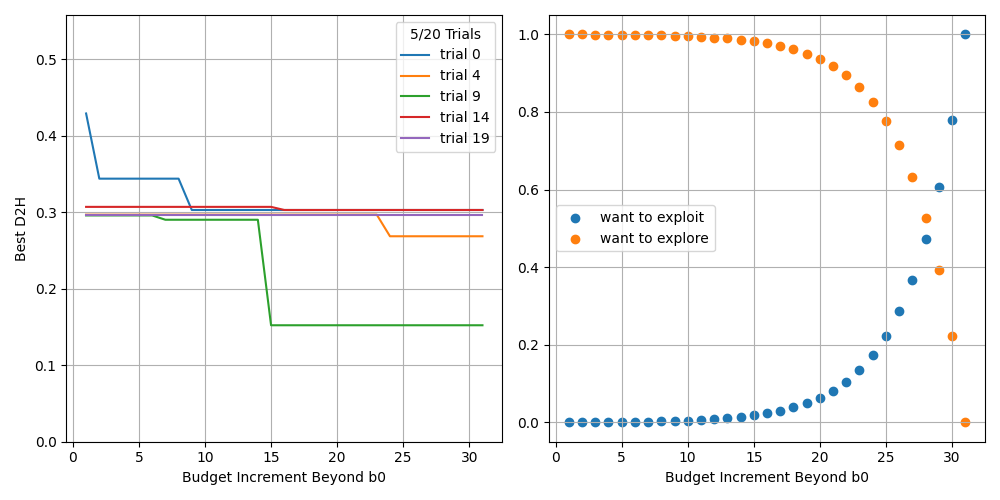 5/20 Trials
trial 0
trial 4
trial 9
trial 14
trial 19
Best D2H
0.5
0.4
0.3
0.2
0.1
0.0
0 5 10 15 20 25 30
Budget Increment Beyond b0
1.0
0.8
0.6
0.4
0.2
0.0
want to exploit
want to explore
0 5 10 15 20 25 30
Budget Increment Beyond b0